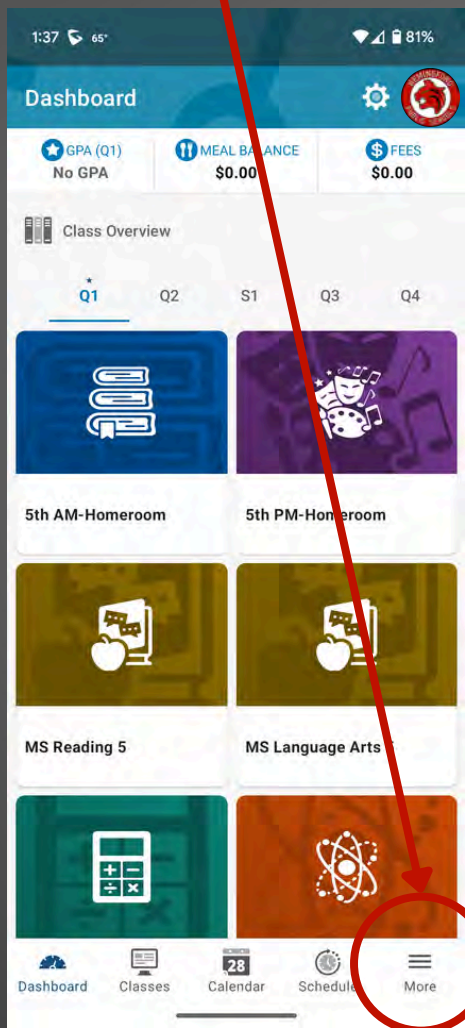 1:37 65° 81%
Dashboard
GPA (Q1) MEAL BALANCE FEES
No GPA $0.00 $0.00
Class Overview
Q1 Q2 S1 Q3 Q4
5th AM-Homeroom 5th PM-Homeroom
MS Reading 5 MS Language Arts
28
Dashboard Classes Calendar Schedule More